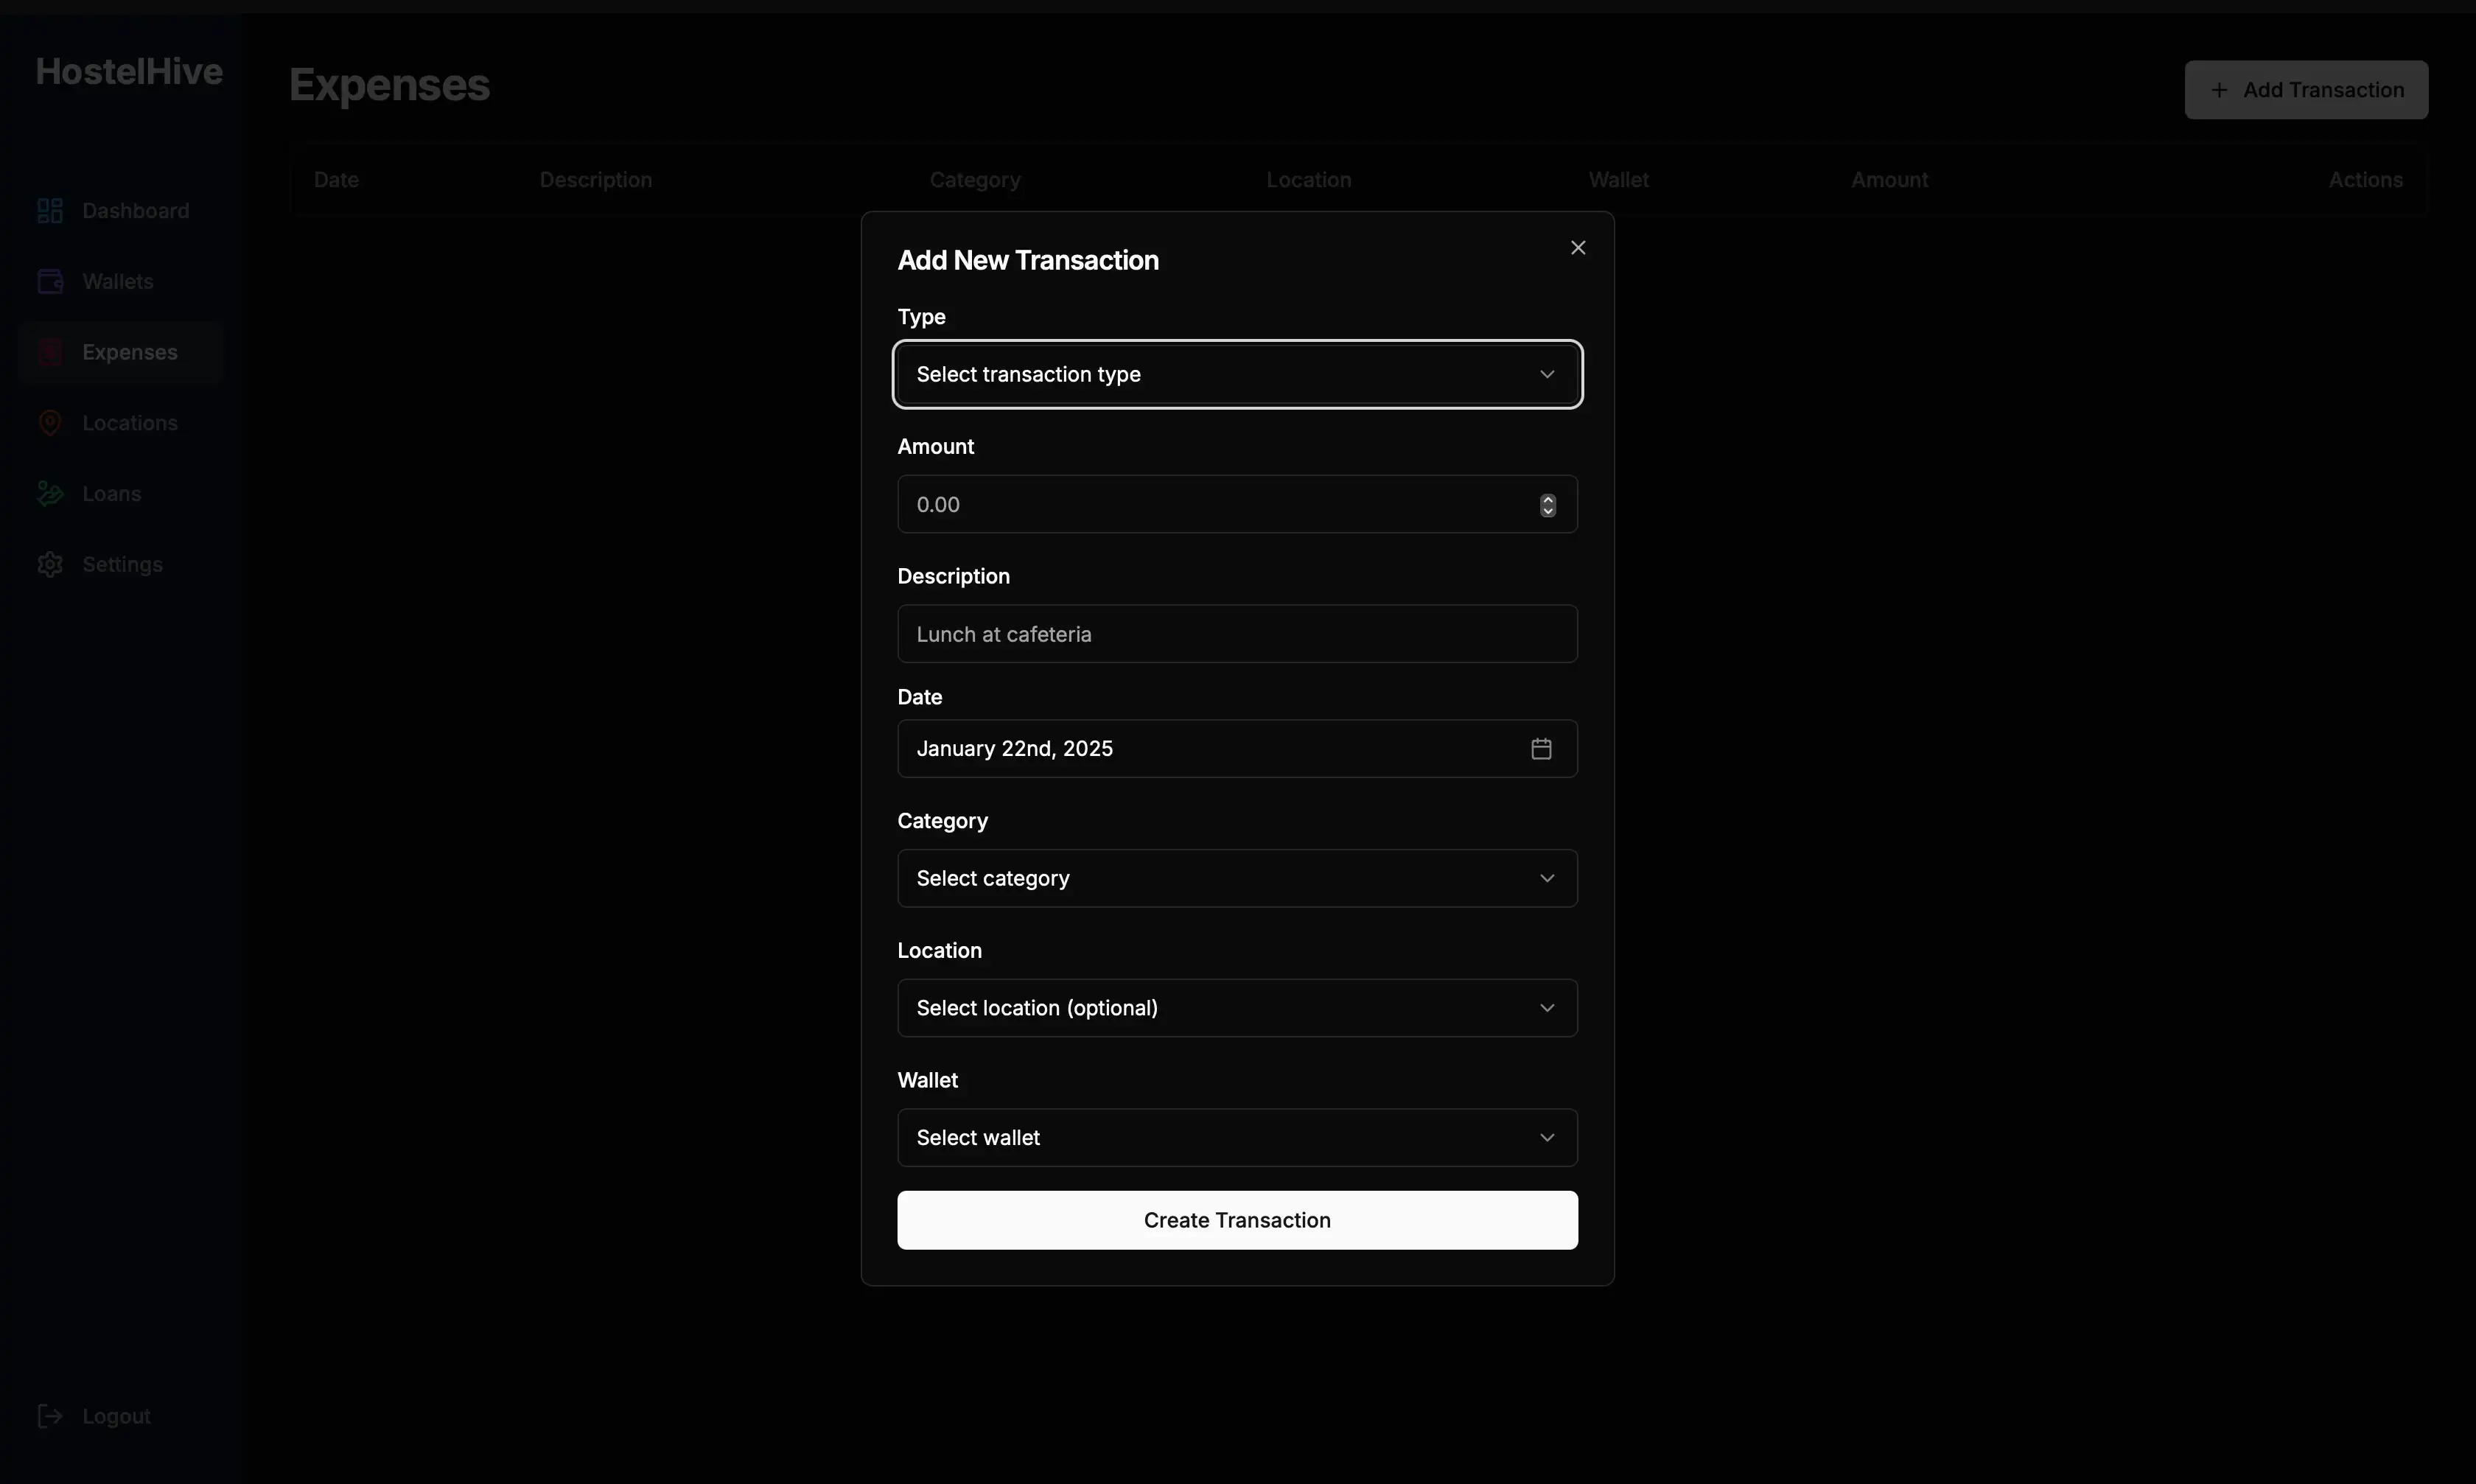 HostelHive
Dashboard
Wallets
Expenses
Locations
Loans
Settings
Logout
Expenses
+ Add Transaction
Date Description Category Location Wallet Amount Actions
Add New Transaction
Type
Select transaction type
Amount
0.00
Description
Lunch at cafeteria
Date
January 22nd, 2025
Category
Select category
Location
Select location (optional)
Wallet
Select wallet
Create Transaction